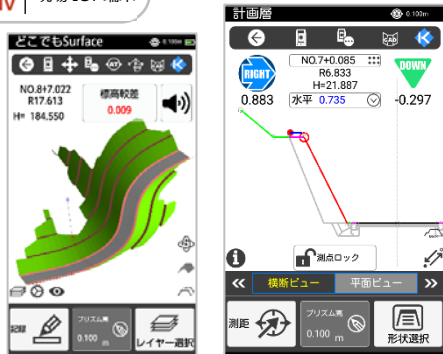 どこでもSurface
0.100m
NO.8+7.022
R17.613
H= 184.550
標高較差
0.009
記録
プリズム高
0.100 m
レイヤー選択
計画層
0.100m
CAD
RIGHT
0.883
NO.7+0.085
R6.833
H=21.887
水平 0.735
DOWN
-0.297
測点ロック
横断ビュー
平面ビュー
測距
プリズム高
0.100 m
形状選択